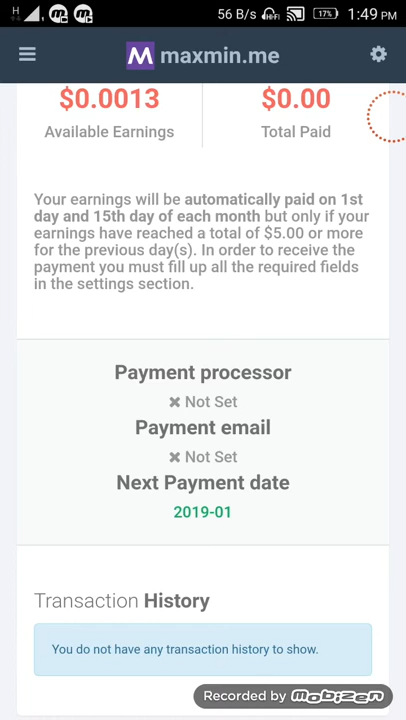 H 56 B/s Hi-Fi 17% 1:49 PM
M maxmin.me
$0.0013 $0.00
Available Earnings Total Paid
Your earnings will be automatically paid on 1st
day and 15th day of each month but only if your
earnings have reached a total of $5.00 or more
for the previous day(s). In order to receive the
payment you must fill up all the required fields
in the settings section.
Payment processor
✖ Not Set
Payment email
✖ Not Set
Next Payment date
2019-01
Transaction History
You do not have any transaction history to show.
Recorded by mobizen